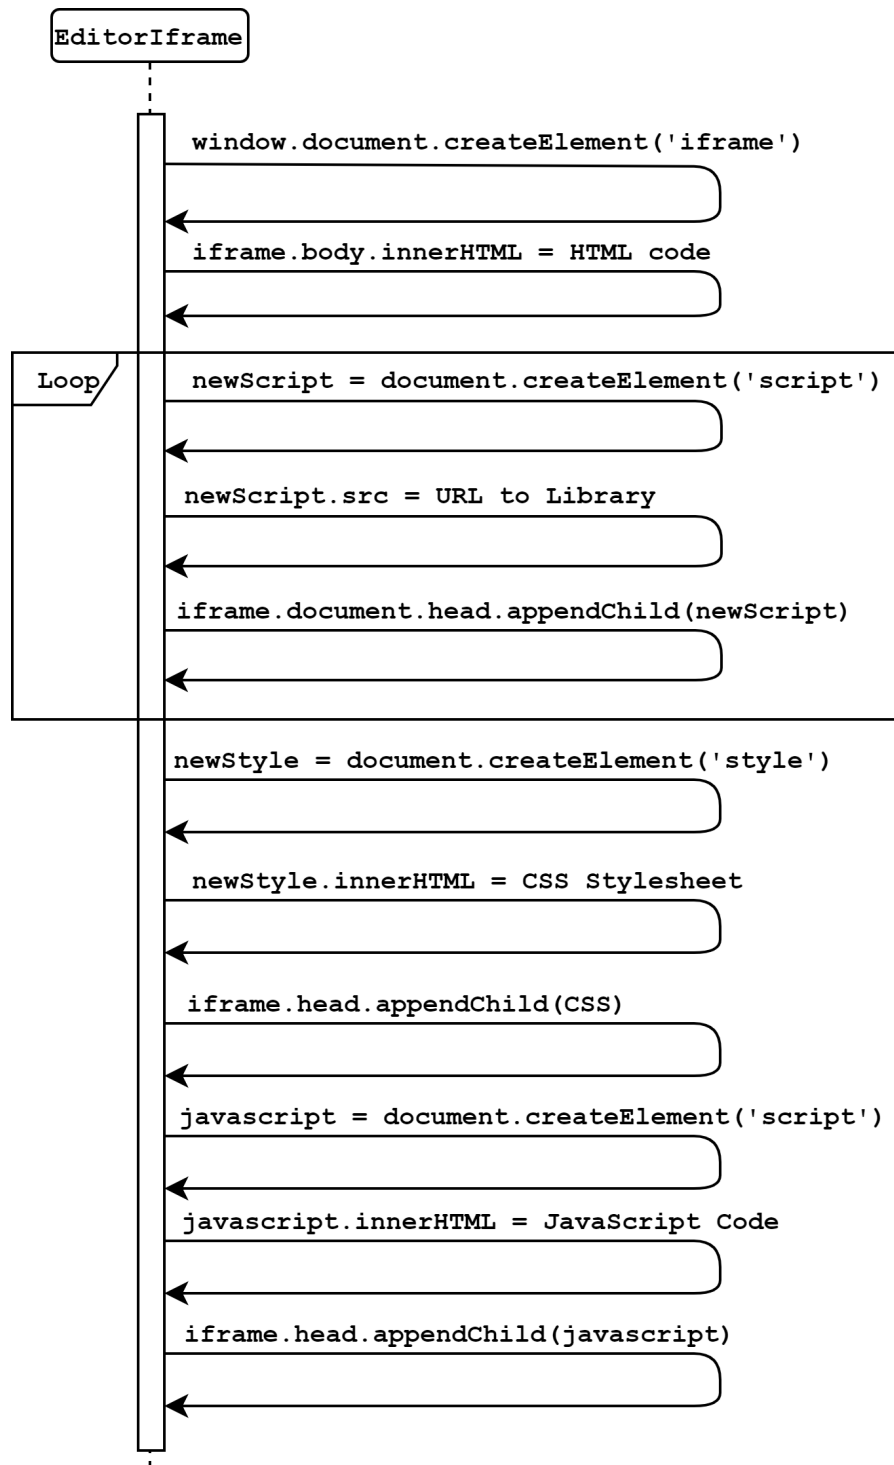 EditorIframe
window.document.createElement('iframe')
iframe.body.innerHTML = HTML code
Loop
newScript = document.createElement('script')
newScript.src = URL to Library
iframe.document.head.appendChild(newScript)
newStyle = document.createElement('style')
newStyle.innerHTML = CSS Stylesheet
iframe.head.appendChild(CSS)
javascript = document.createElement('script')
javascript.innerHTML = JavaScript Code
iframe.head.appendChild(javascript)